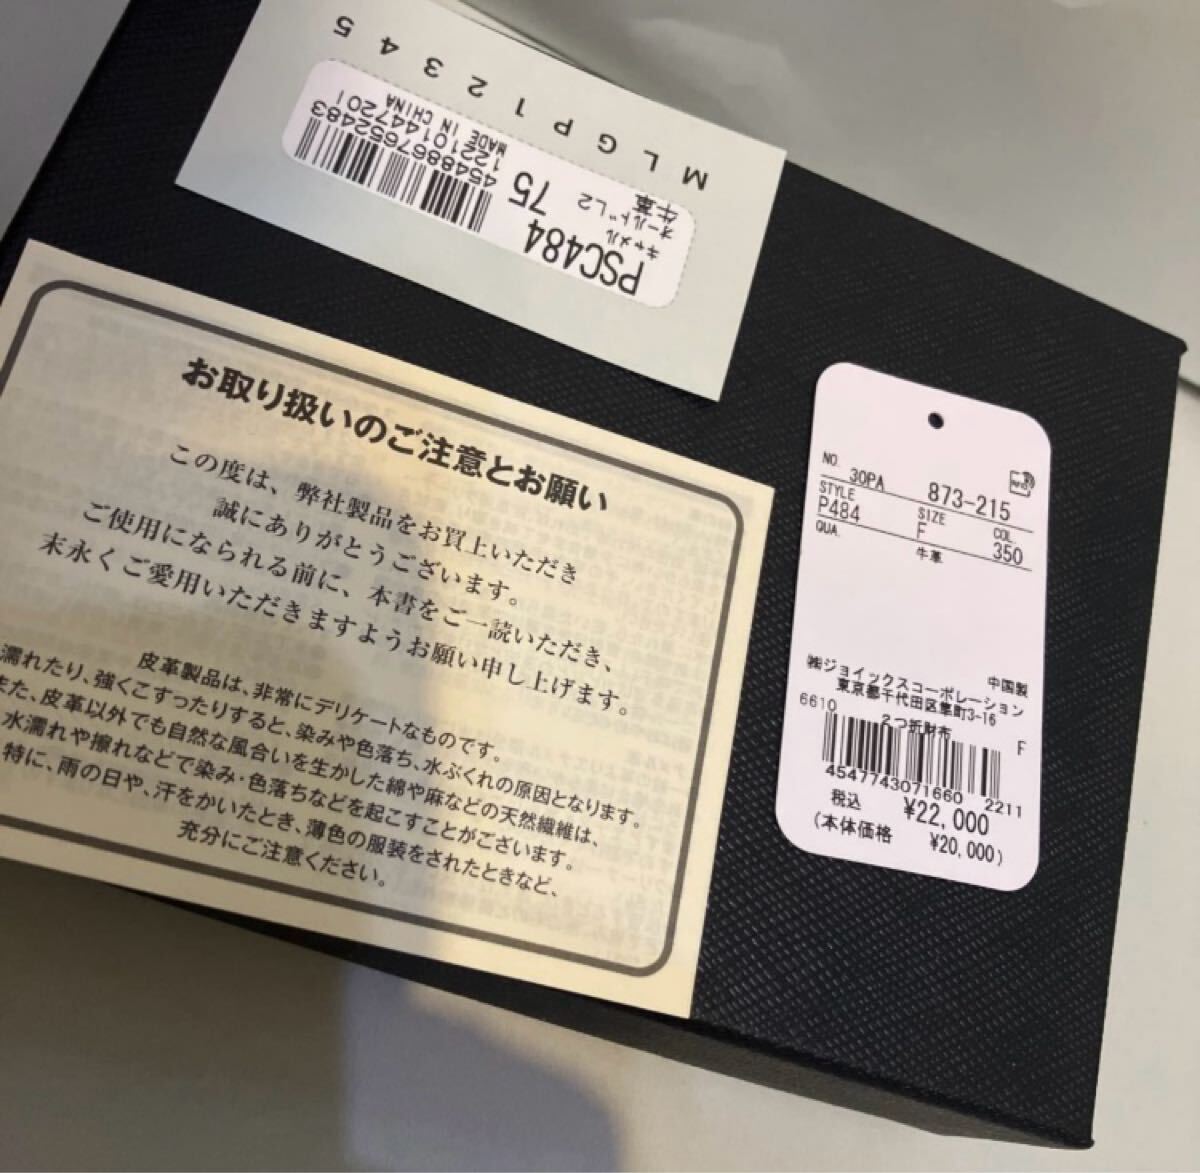 M L G P 1 2 3 4 5
PSC484 75
キャメル
オールドL2
牛革
4548867652483
122101447201
MADE IN CHINA
お取り扱いのご注意とお願い
この度は、弊社製品をお買上いただき
誠にありがとうございます。
ご使用になられる前に、本書をご一読いただき、
末永くご愛用いただきますようお願い申し上げます。
皮革製品は、非常にデリケートなものです。
濡れたり、強くこすったりすると、染みや色落ち、水ぶくれの原因となります。
また、皮革以外でも自然な風合いを生かした綿や麻などの天然繊維は、
水濡れや擦れなどで染み・色落ちなどを起こすことがございます。
特に、雨の日や、汗をかいたとき、薄色の服装をされたときなど、
充分にご注意ください。
NO. 30PA 873-215
STYLE SIZE COL.
P484 F 350
QUA. 牛革
中国製
㈱ジョイックスコーポレーション
東京都千代田区隼町3-16
6610 2つ折財布 F
4547743071660 2211
税込 ¥22,000
(本体価格 ¥20,000)